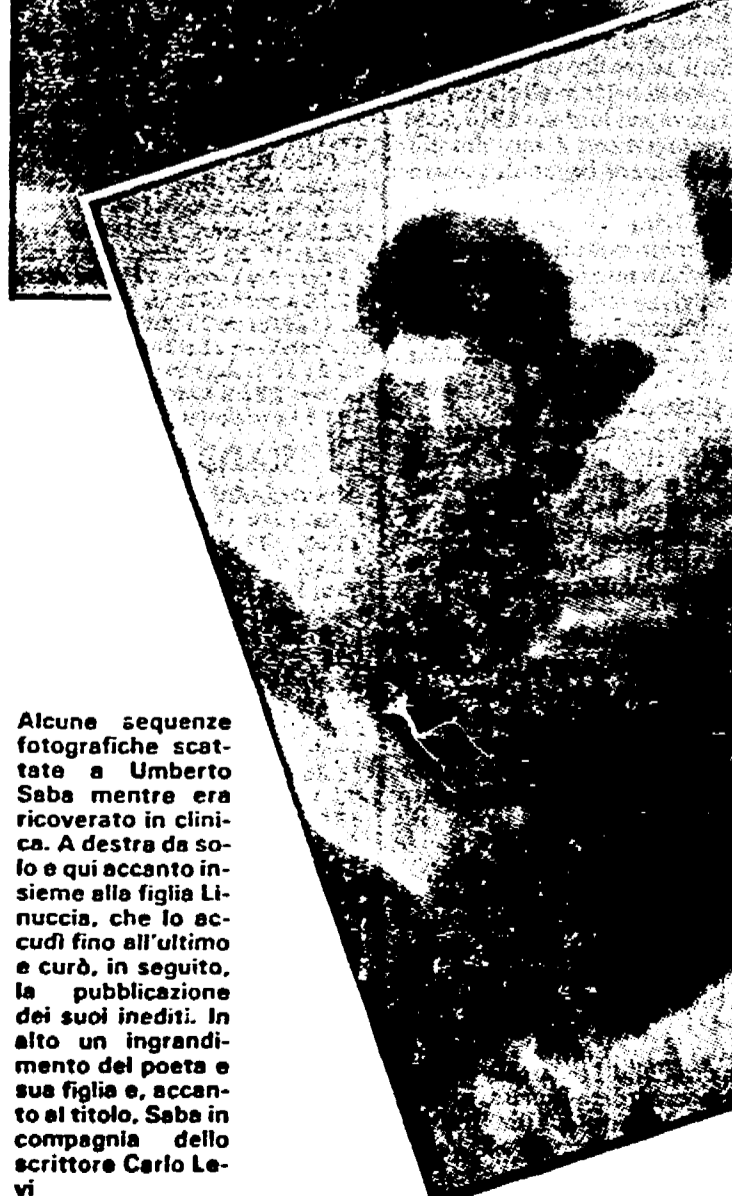 Alcune sequenze
fotografiche scat-
tate a Umberto
Saba mentre era
ricoverato in clini-
ca. A destra da so-
lo e qui accanto in-
sieme alla figlia Li-
nuccia, che lo ac-
cudì fino all'ultimo
e curò, in seguito,
la pubblicazione
dei suoi inediti. In
alto un ingrandi-
mento del poeta e
sua figlia e, accan-
to al titolo, Saba in
compagnia dello
scrittore Carlo Le-
vi